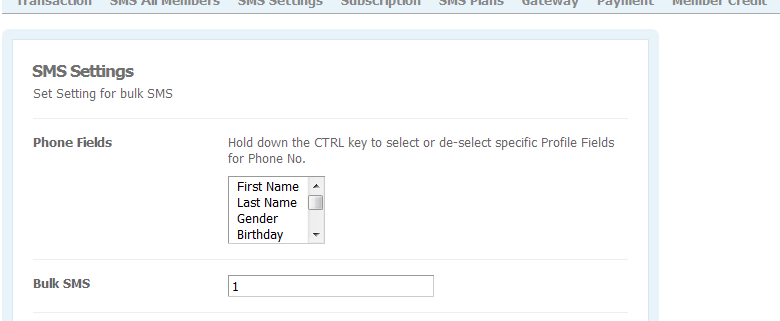 Transaction SMS All Members SMS Settings Subscription SMS Plans Gateway Payment Member Credit
SMS Settings
Set Setting for bulk SMS
Phone Fields
Hold down the CTRL key to select or de-select specific Profile Fields
for Phone No.
First Name
Last Name
Gender
Birthday
Bulk SMS
1